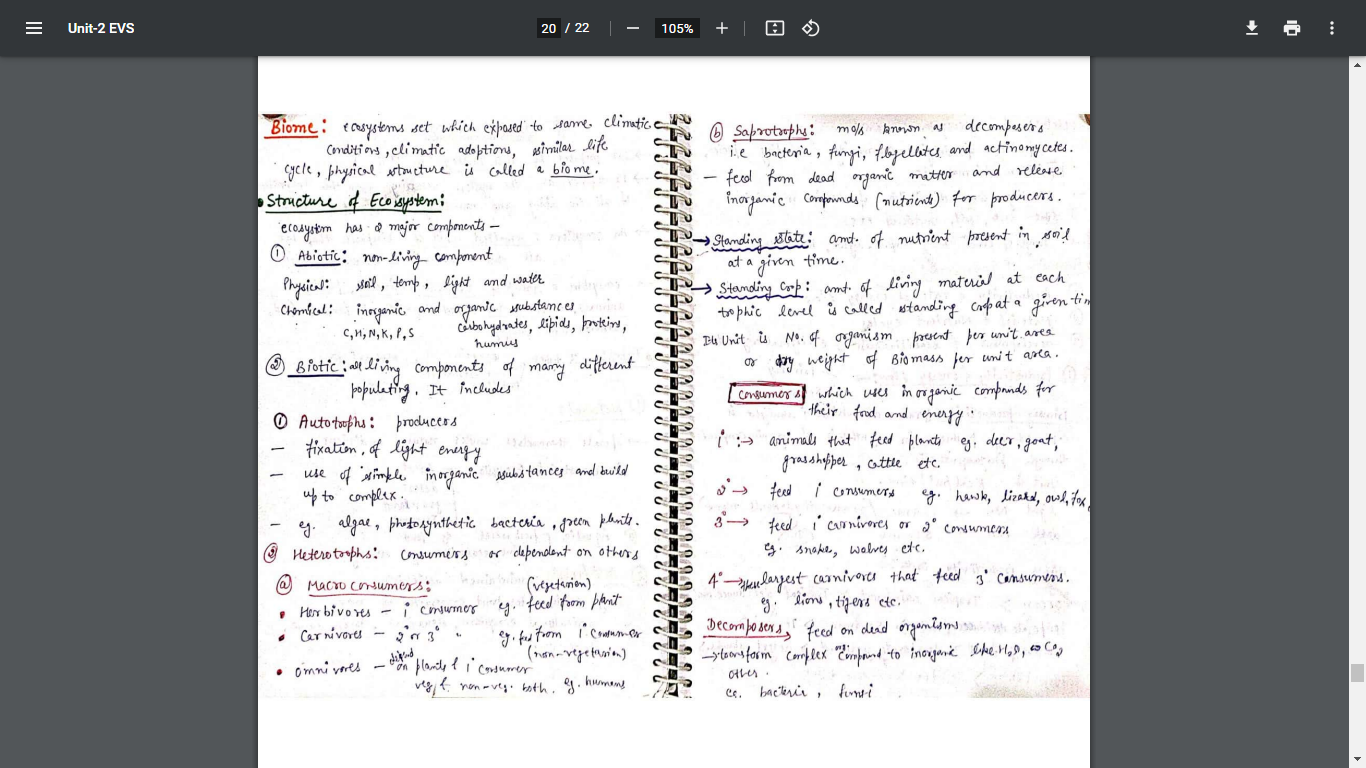 Unit-2 EVS
20 / 22
105%
Biome: ecosystems set which exposed to same climatic
conditions, climatic adoptions, similar life
cycle, physical structure is called a biome.
Structure of Ecosystem:
ecosystem has 2 major components —
① Abiotic: non-living component
Physical: soil, temp, light and water
Chemical: inorganic and organic substances
C, H, N, K, P, S carbohydrates, lipids, proteins,
humus
② Biotic: all living components of many different
populating. It includes
① Autotrophs: producers
— fixation of light energy
— use of simple inorganic substances and build
up to complex.
— eg. algae, photosynthetic bacteria, green plants.
② Heterotrophs: consumers or dependent on others
ⓐ Macro consumers: (vegetarian)
• Herbivores — 1° consumer eg. feed from plant
• Carnivores — 2° or 3° " eg. fed from 1° consumer
(non-vegetarian)
• omnivores — on plants & 1° consumer
veg. & non-veg. both. eg. humans
ⓑ Saprotrophs: mo/s known as decomposers
i.e bacteria, fungi, flagellates and actinomycetes.
— feed from dead organic matter and release
inorganic compounds (nutrients) for producers.
→ Standing state: amt. of nutrient present in soil
at a given time.
→ Standing Crop: amt. of living material at each
trophic level is called standing crop at a given tim
Its Unit is No. of organism present per unit area
or dry weight of Biomass per unit area.
Consumers which uses inorganic compounds for
their food and energy.
1° :→ animals that feed plants eg. deer, goat,
grasshopper, cattle etc.
2° → feed 1° consumers eg. hawk, lizard, owl, fox
3° → feed 1° carnivores or 2° consumers
eg. snake, wolves etc.
4° → largest carnivores that feed 3° consumers.
eg. lions, tigers etc.
Decomposers, feed on dead organisms
→ transform complex org. compound to inorganic like H₂O, CO₂
other.
eg. bacteria, fungi